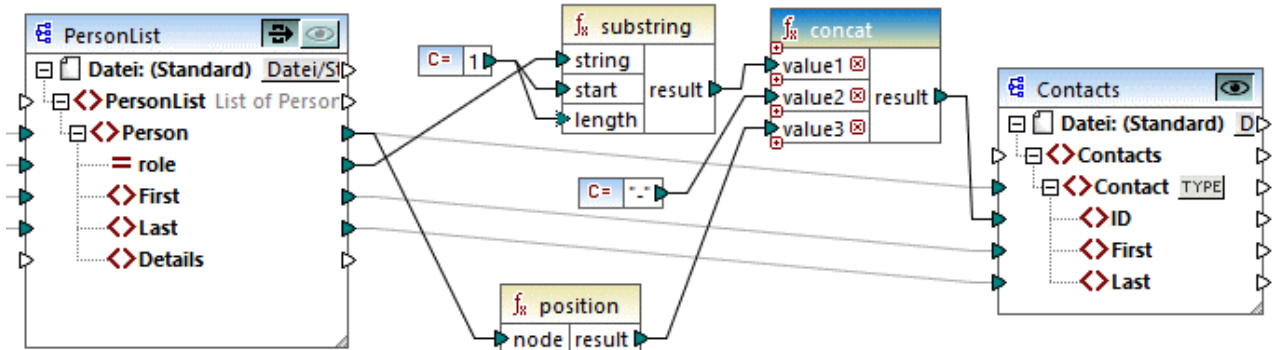 PersonList
Datei: (Standard) Datei/St
PersonList List of Person
Person
role
First
Last
Details
C= 1
substring
string
start
length
result
concat
value1
value2
value3
result
C= "-"
position
node result
Contacts
Datei: (Standard) D
Contacts
Contact TYPE
ID
First
Last